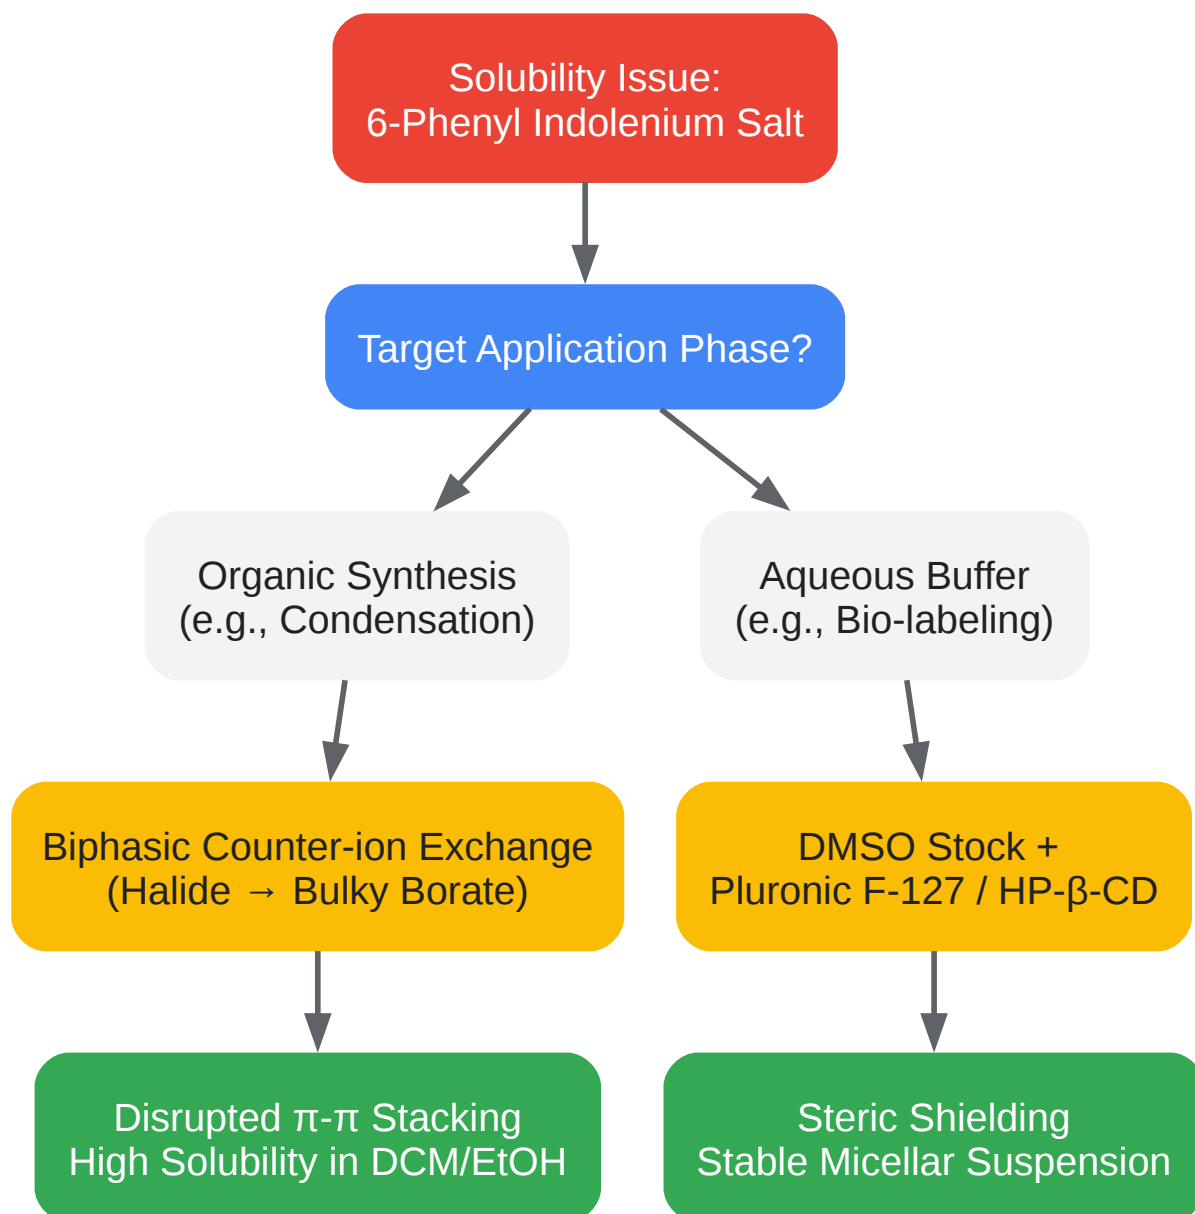 Solubility Issue:
6-Phenyl Indolenium Salt
Target Application Phase?
Organic Synthesis
(e.g., Condensation)
Aqueous Buffer
(e.g., Bio-labeling)
Biphasic Counter-ion Exchange
(Halide → Bulky Borate)
DMSO Stock +
Pluronic F-127 / HP-β-CD
Disrupted π-π Stacking
High Solubility in DCM/EtOH
Steric Shielding
Stable Micellar Suspension